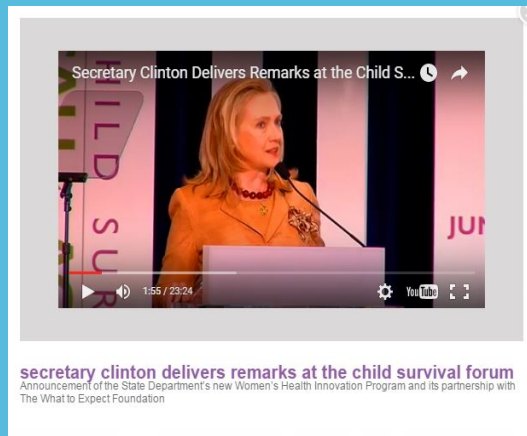 Secretary Clinton Delivers Remarks at the Child S...
HILD SUR
JUN
1:55 / 23:24
YouTube
secretary clinton delivers remarks at the child survival forum
Announcement of the State Department's new Women's Health Innovation Program and its partnership with
The What to Expect Foundation